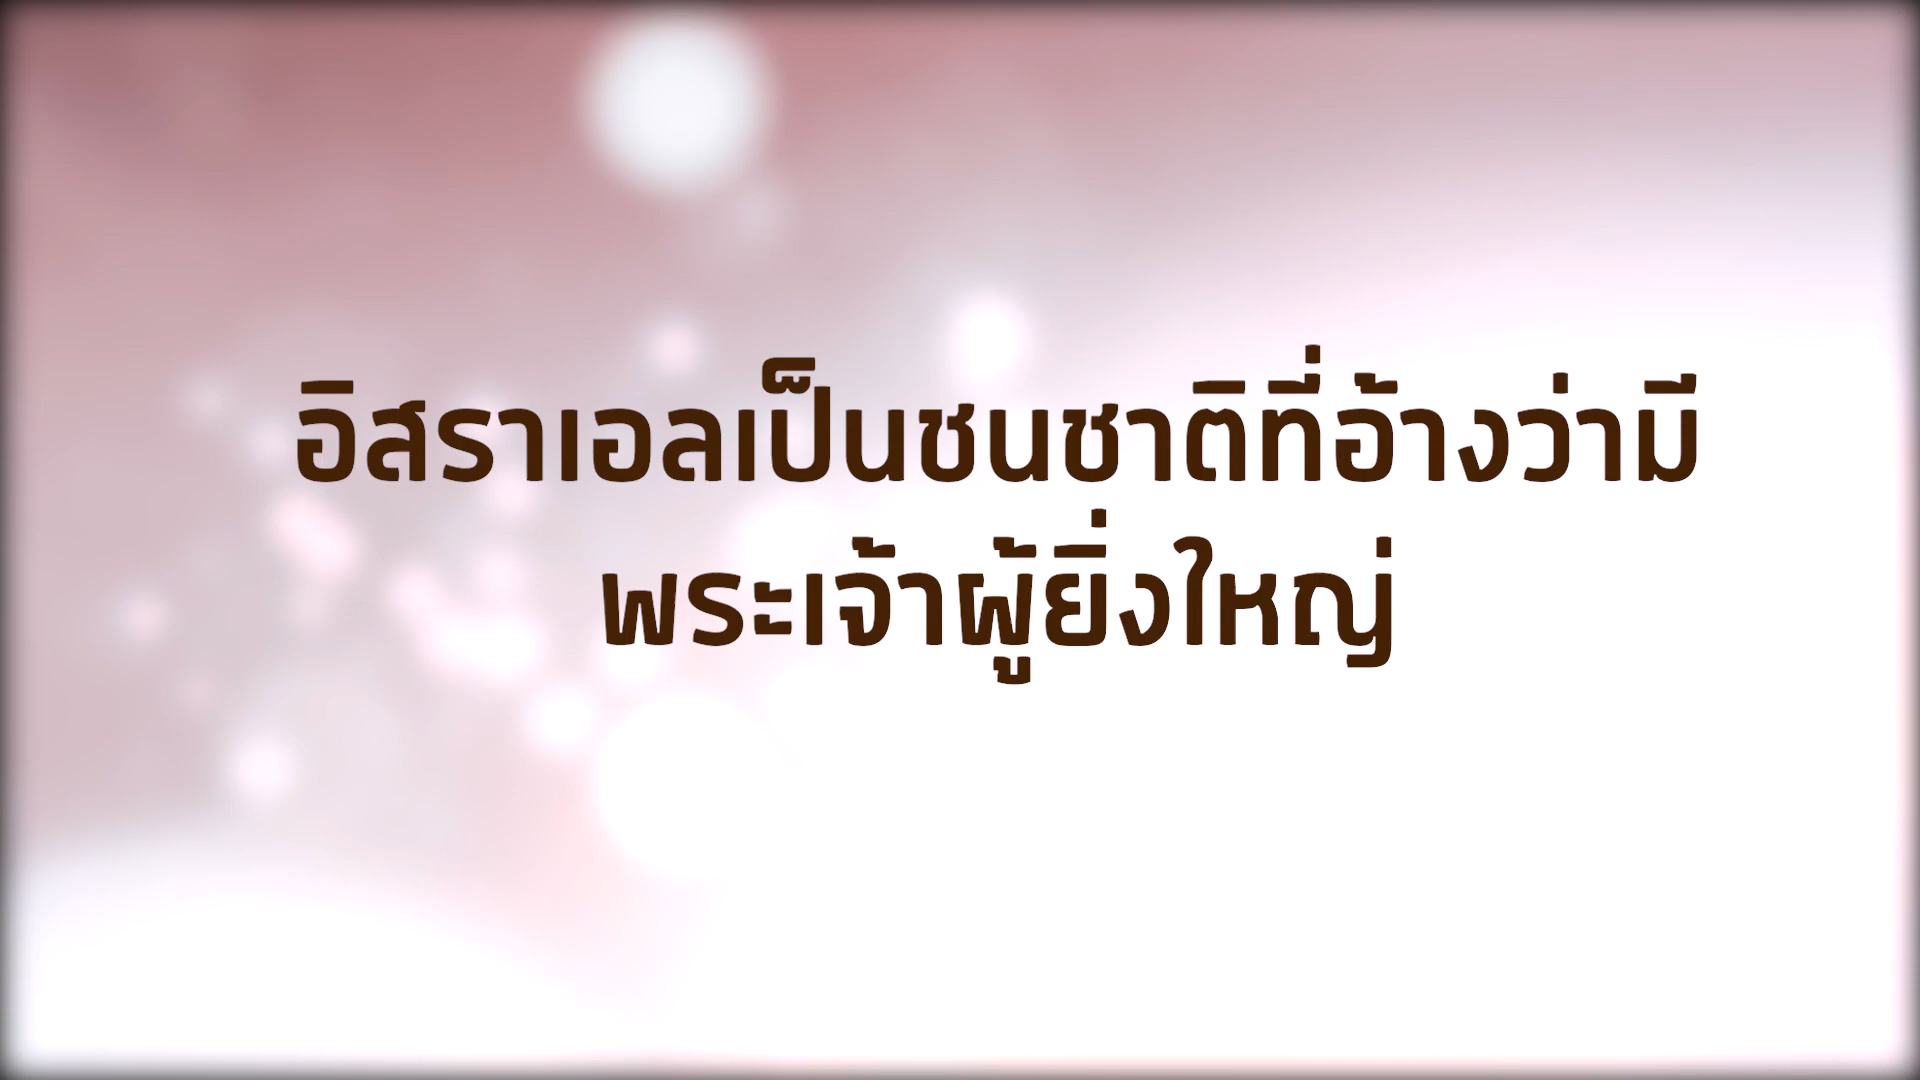 อิสราเอลเป็นชนชาติที่อ้างว่ามี
พระเจ้าผู้ยิ่งใหญ่